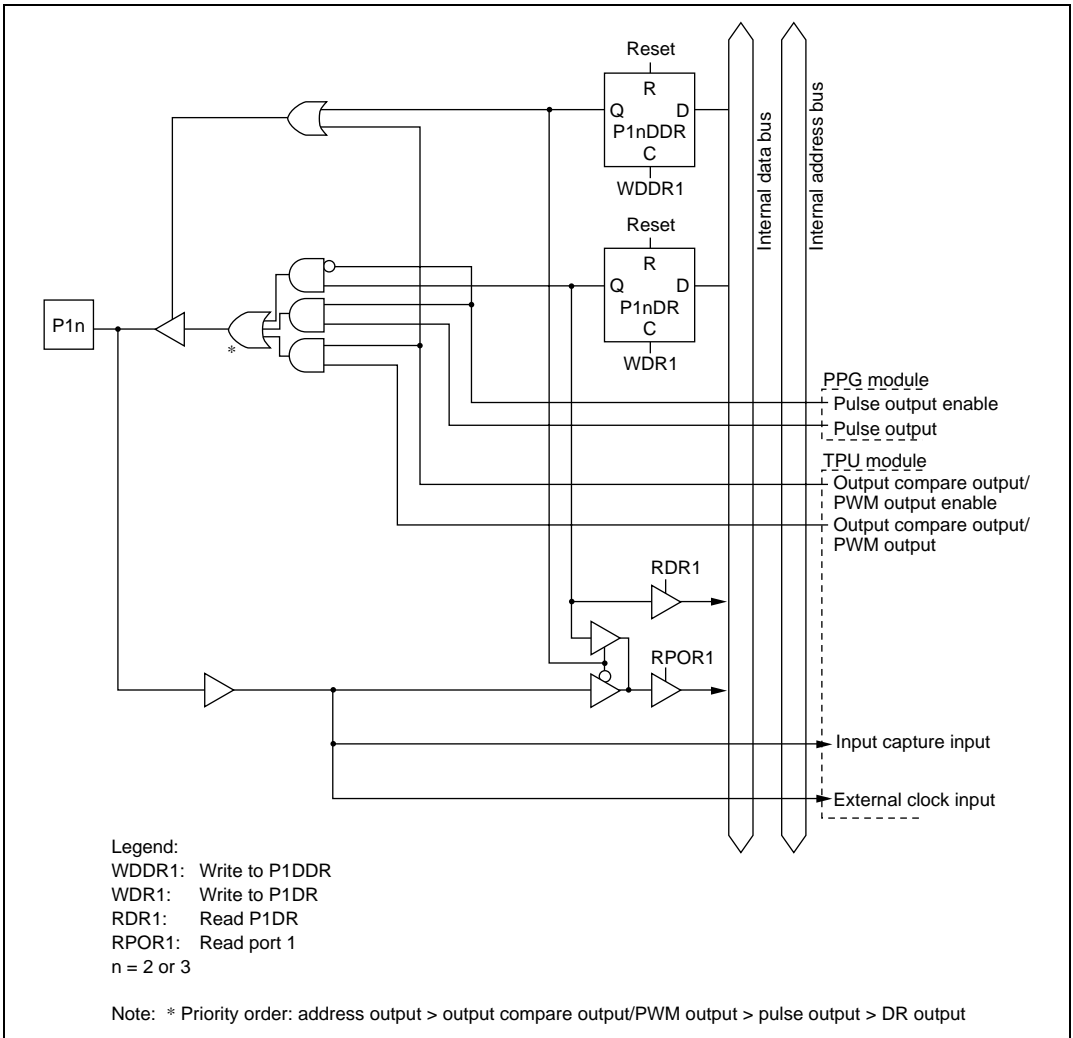 Reset
R
Q D
P1nDDR
C
WDDR1
Reset
R
Q D
P1nDR
C
WDR1
Internal data bus
Internal address bus
P1n
*
PPG module
Pulse output enable
Pulse output
TPU module
Output compare output/
PWM output enable
Output compare output/
PWM output
RDR1
RPOR1
Input capture input
External clock input
Legend:
WDDR1: Write to P1DDR
WDR1: Write to P1DR
RDR1: Read P1DR
RPOR1: Read port 1
n = 2 or 3
Note: * Priority order: address output > output compare output/PWM output > pulse output > DR output